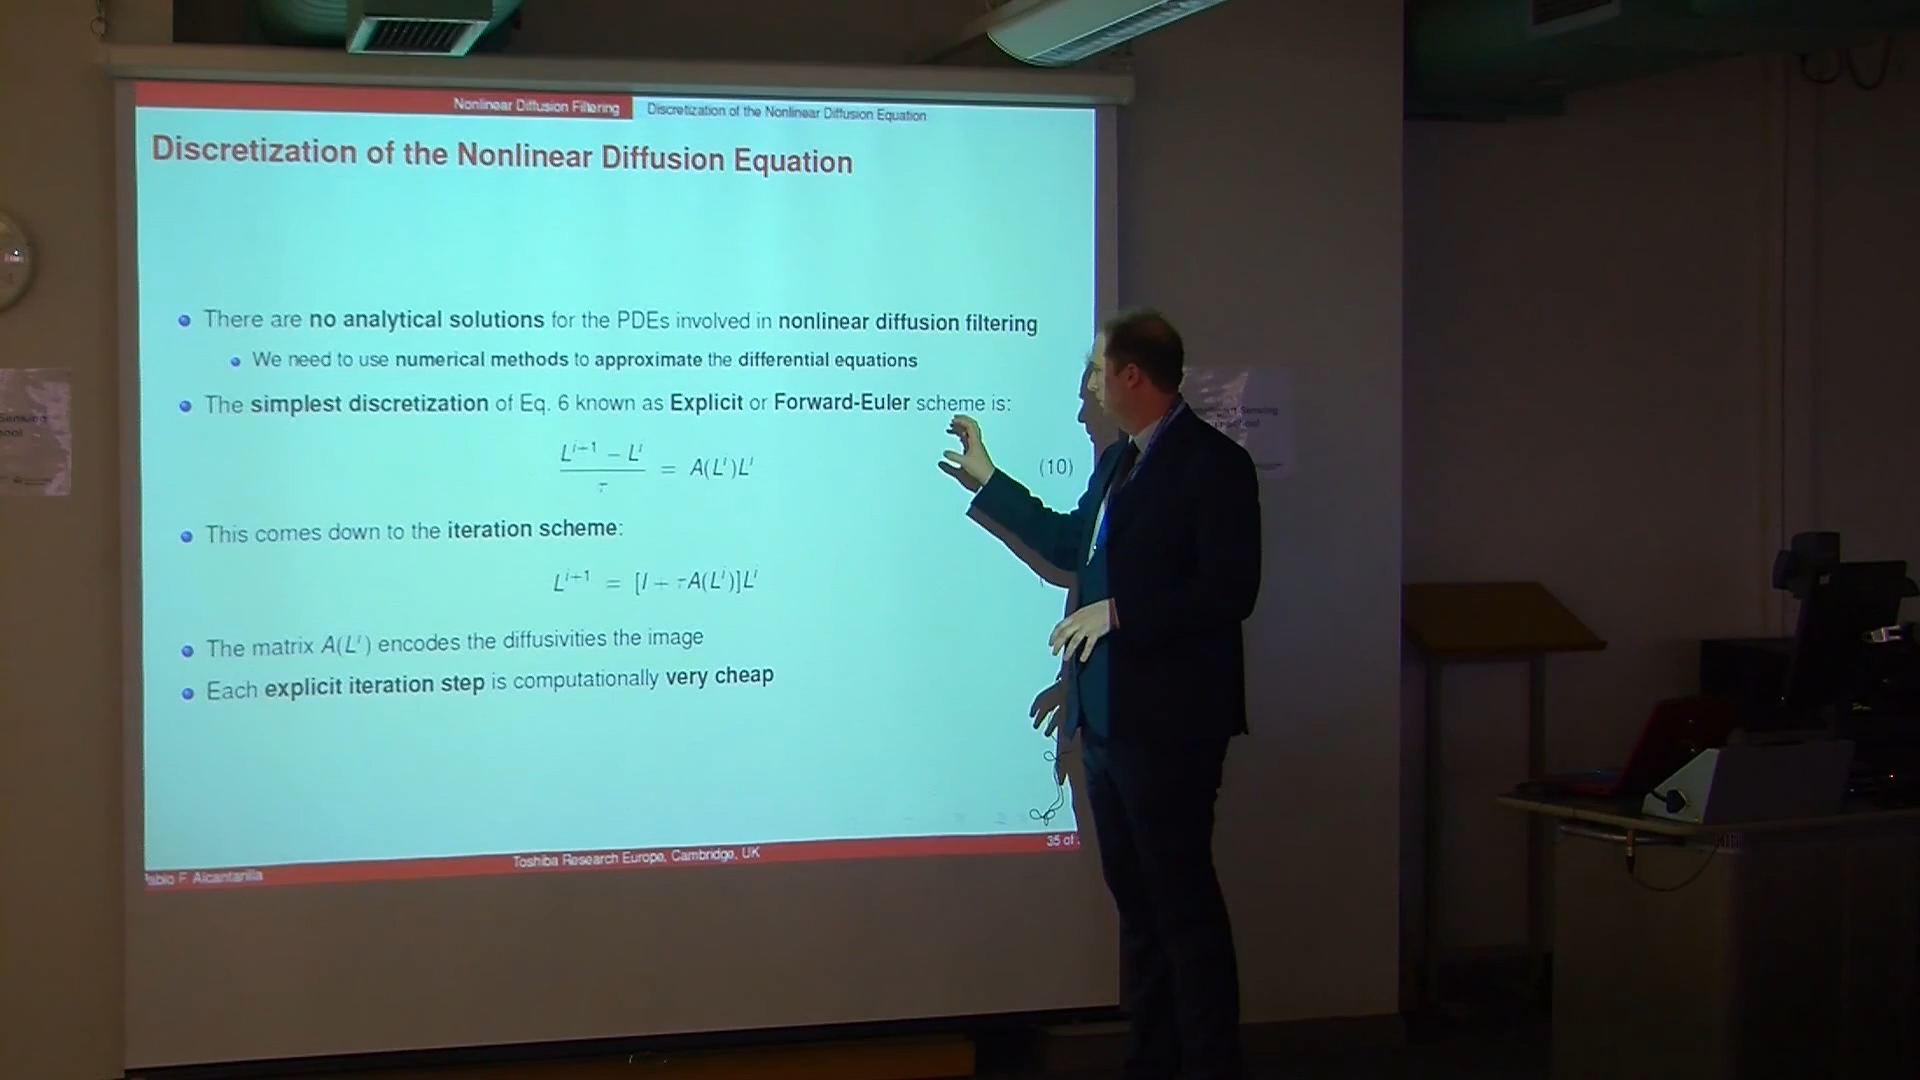 Nonlinear Diffusion Filtering
Discretization of the Nonlinear Diffusion Equation
Discretization of the Nonlinear Diffusion Equation
There are no analytical solutions for the PDEs involved in nonlinear diffusion filtering
We need to use numerical methods to approximate the differential equations
The simplest discretization of Eq. 6 known as Explicit or Forward-Euler scheme is:
(L^{i+1} − L^i) / τ = A(L^i)L^i (10)
This comes down to the iteration scheme:
L^{i+1} = [I + τA(L^i)]L^i
The matrix A(L^i) encodes the diffusivities the image
Each explicit iteration step is computationally very cheap
F. Alcantarilla
Toshiba Research Europe, Cambridge, UK
35 of
Sensing